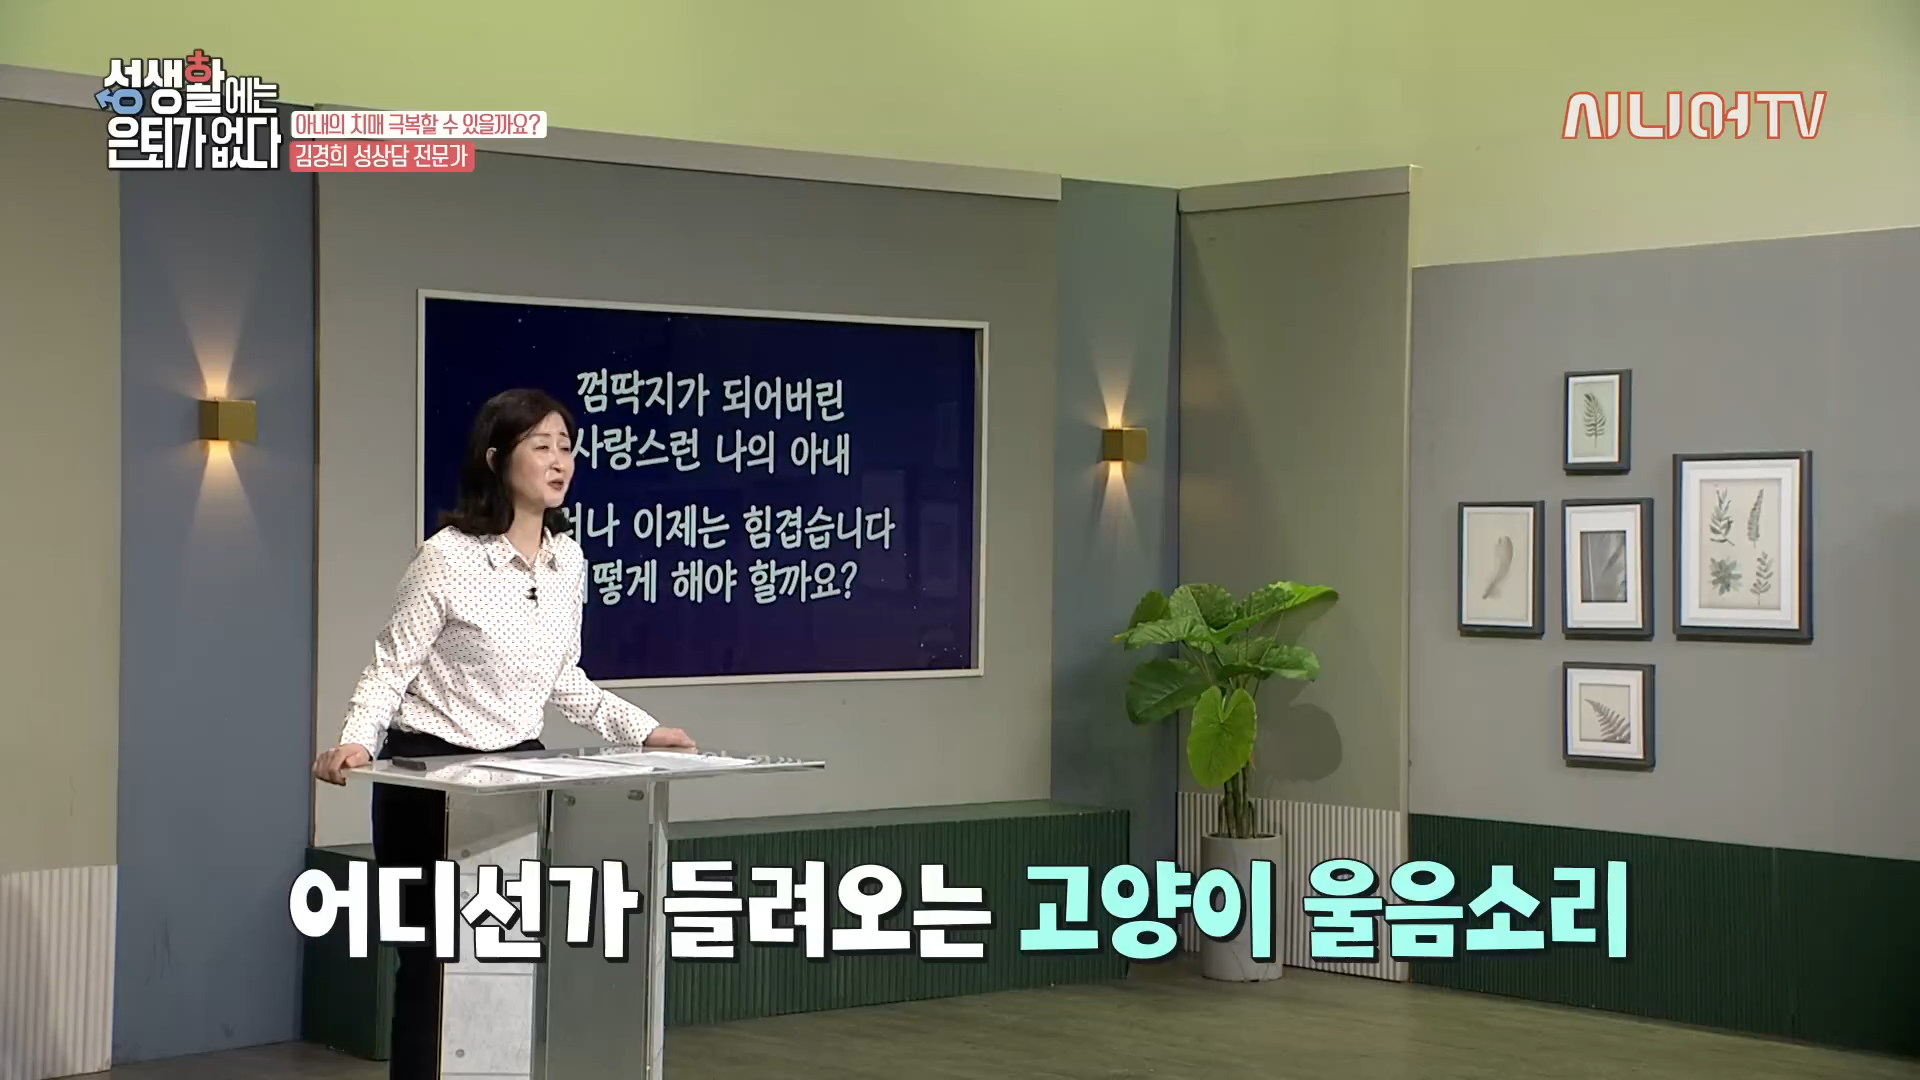 성생활에는
은퇴가 없다
아내의 치매 극복할 수 있을까요?
김경희 성상담 전문가
시니어TV
껌딱지가 되어버린
사랑스런 나의 아내
이제는 힘겹습니다
해야 할까요?
어디선가 들려오는 고양이 울음소리